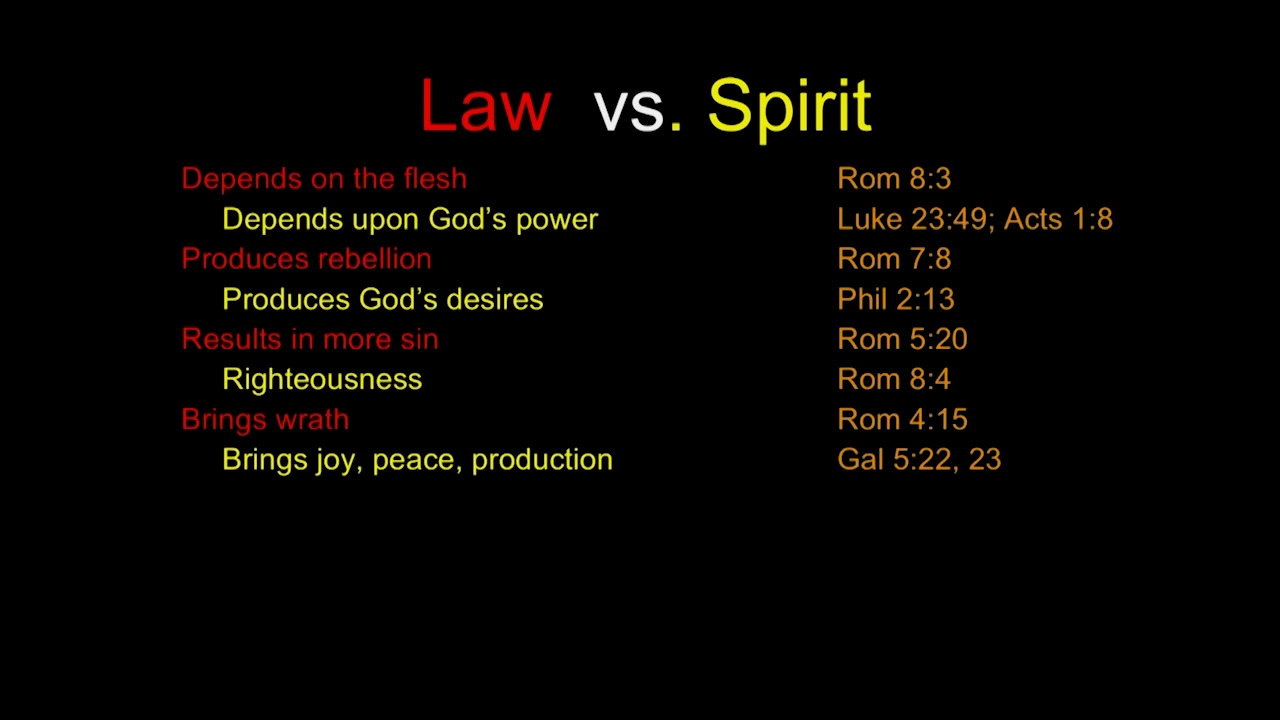 Law vs. Spirit
Depends on the flesh Rom 8:3
Depends upon God’s power Luke 23:49; Acts 1:8
Produces rebellion Rom 7:8
Produces God’s desires Phil 2:13
Results in more sin Rom 5:20
Righteousness Rom 8:4
Brings wrath Rom 4:15
Brings joy, peace, production Gal 5:22, 23